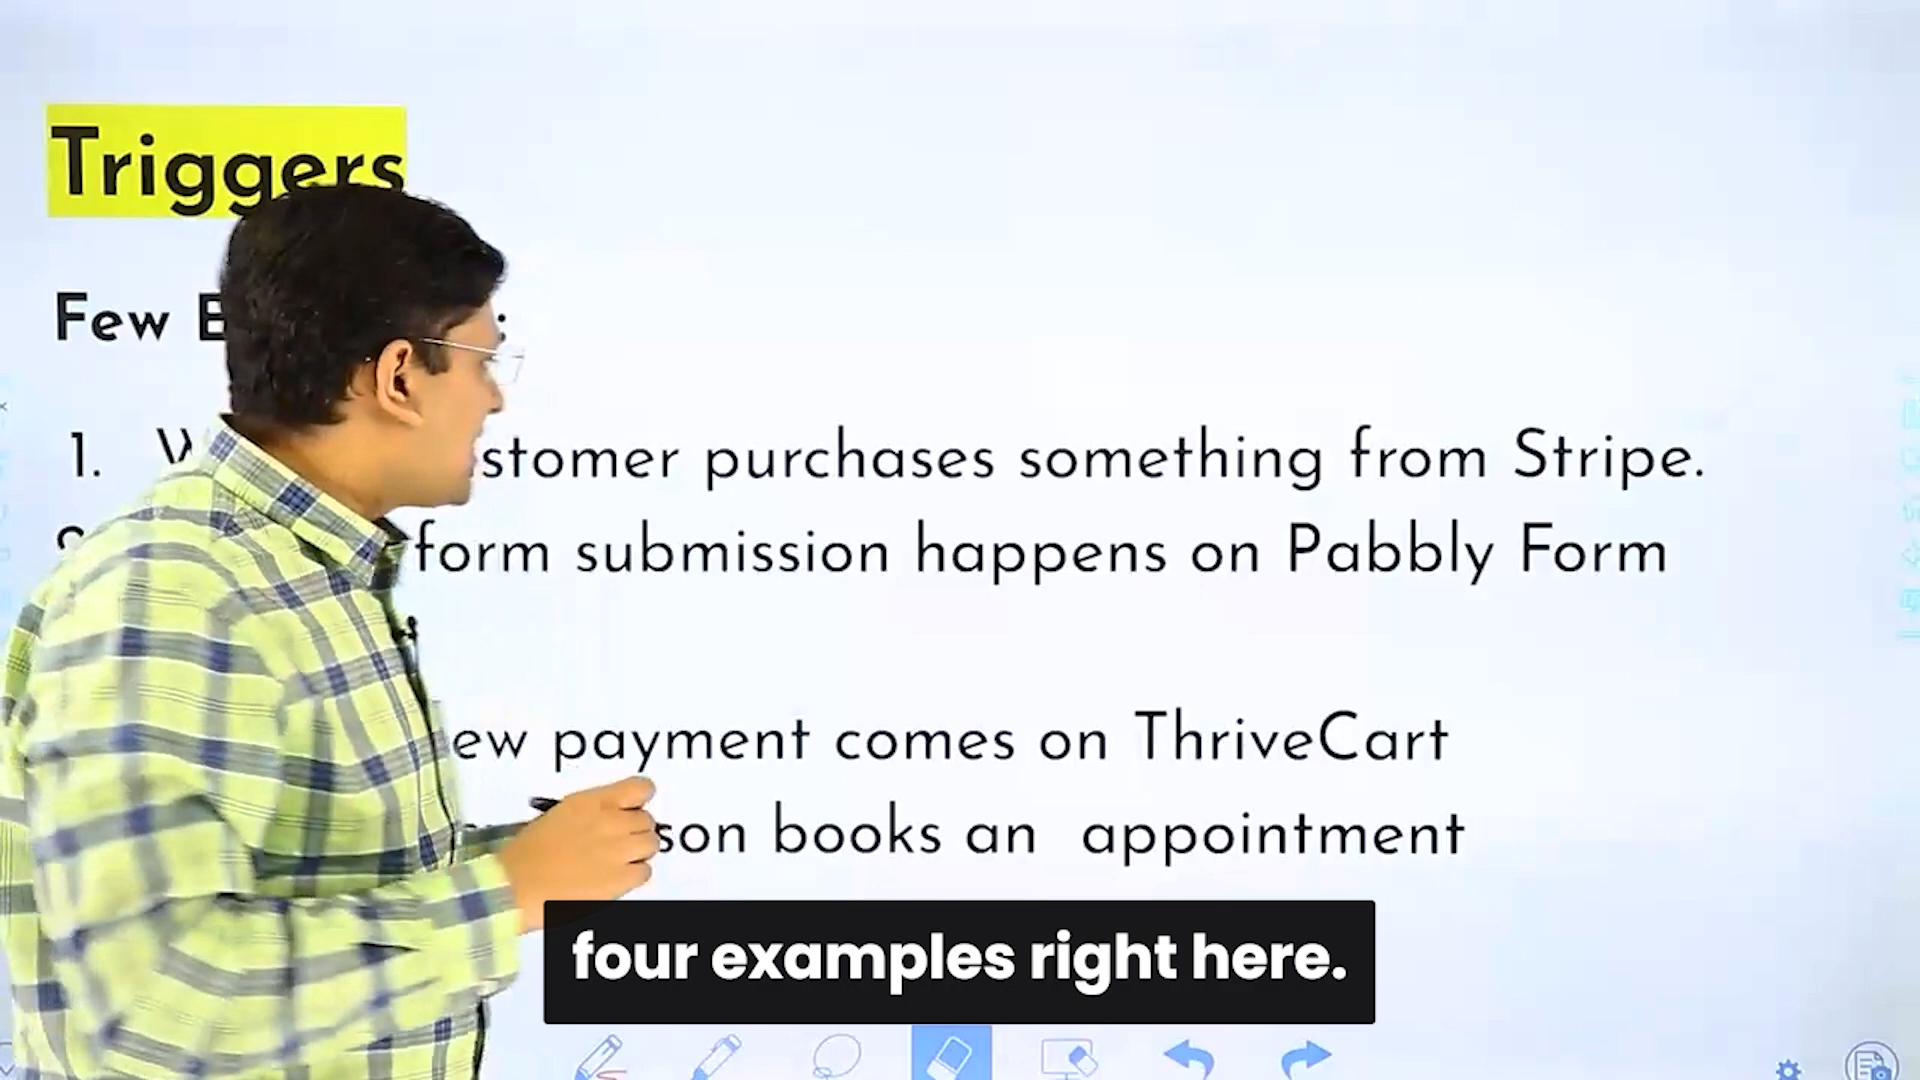 Triggers
Few :
1. stomer purchases something from Stripe.
form submission happens on Pabbly Form
ew payment comes on ThriveCart
son books an appointment
four examples right here.